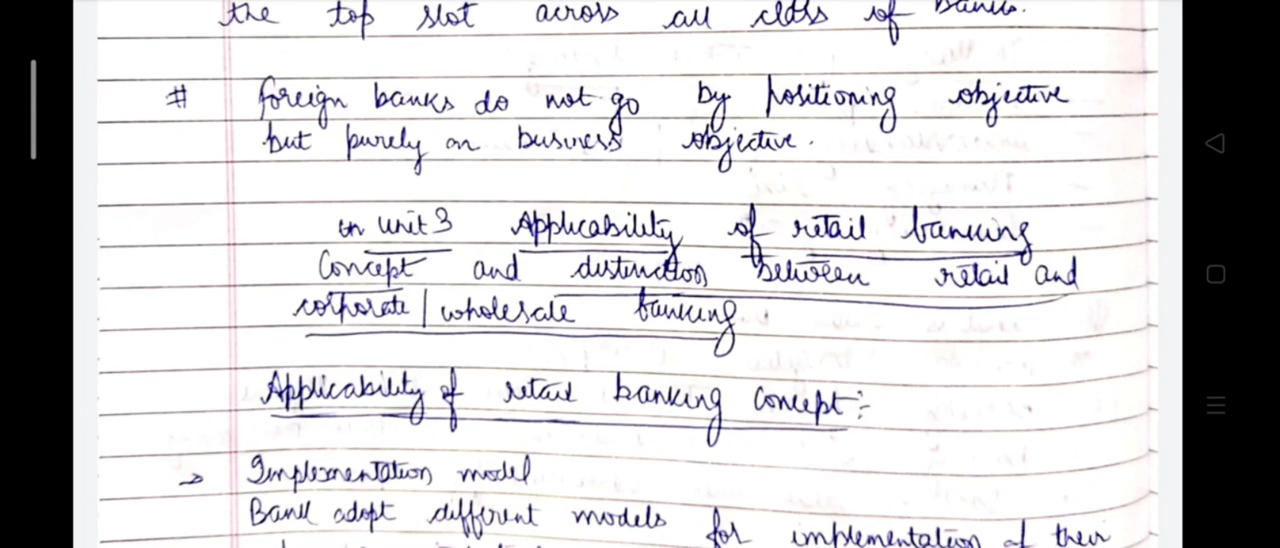 the top slot across all class of banks.
# foreign banks do not go by positioning objective
but purely on business objective.
in unit 3 Applicability of retail banking
Concept and distinction between retail and
corporate / wholesale banking
Applicability of retail banking concept :-
→ Implementation model
Bank adopt different models for implementation of their